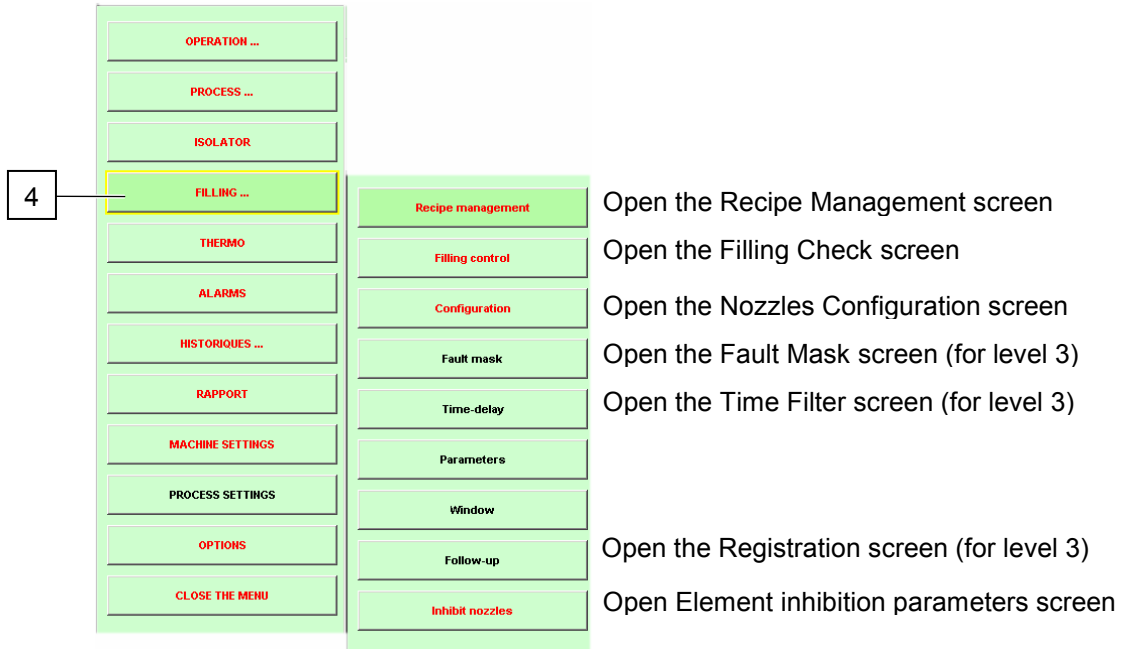 OPERATION ...
PROCESS ...
ISOLATOR
4
FILLING ...
THERMO
ALARMS
HISTORIQUES ...
RAPPORT
MACHINE SETTINGS
PROCESS SETTINGS
OPTIONS
CLOSE THE MENU
Recipe management
Open the Recipe Management screen
Filling control
Open the Filling Check screen
Configuration
Open the Nozzles Configuration screen
Fault mask
Open the Fault Mask screen (for level 3)
Time-delay
Open the Time Filter screen (for level 3)
Parameters
Window
Follow-up
Open the Registration screen (for level 3)
Inhibit nozzles
Open Element inhibition parameters screen